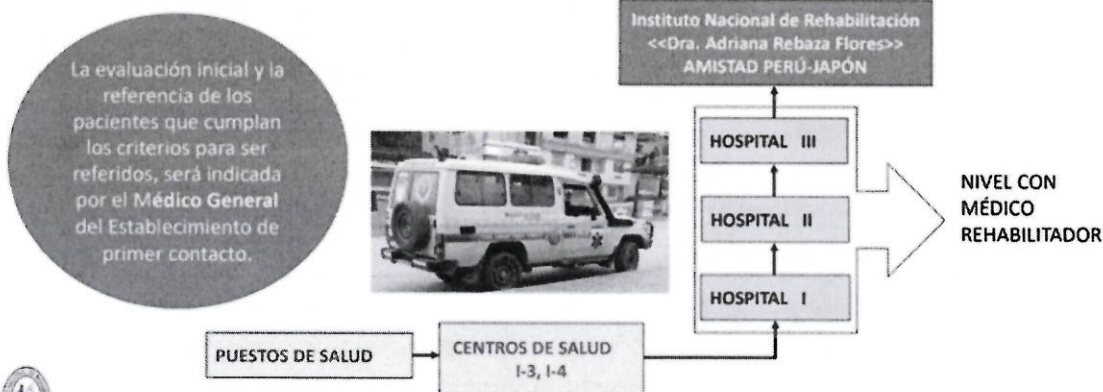 La evaluación inicial y la
referencia de los
pacientes que cumplan
los criterios para ser
referidos, será indicada
por el Médico General
del Establecimiento de
primer contacto.
Instituto Nacional de Rehabilitación
<<Dra. Adriana Rebaza Flores>>
AMISTAD PERÚ-JAPÓN
HOSPITAL III
HOSPITAL II
HOSPITAL I
NIVEL CON
MÉDICO
REHABILITADOR
PUESTOS DE SALUD
CENTROS DE SALUD
I-3, I-4